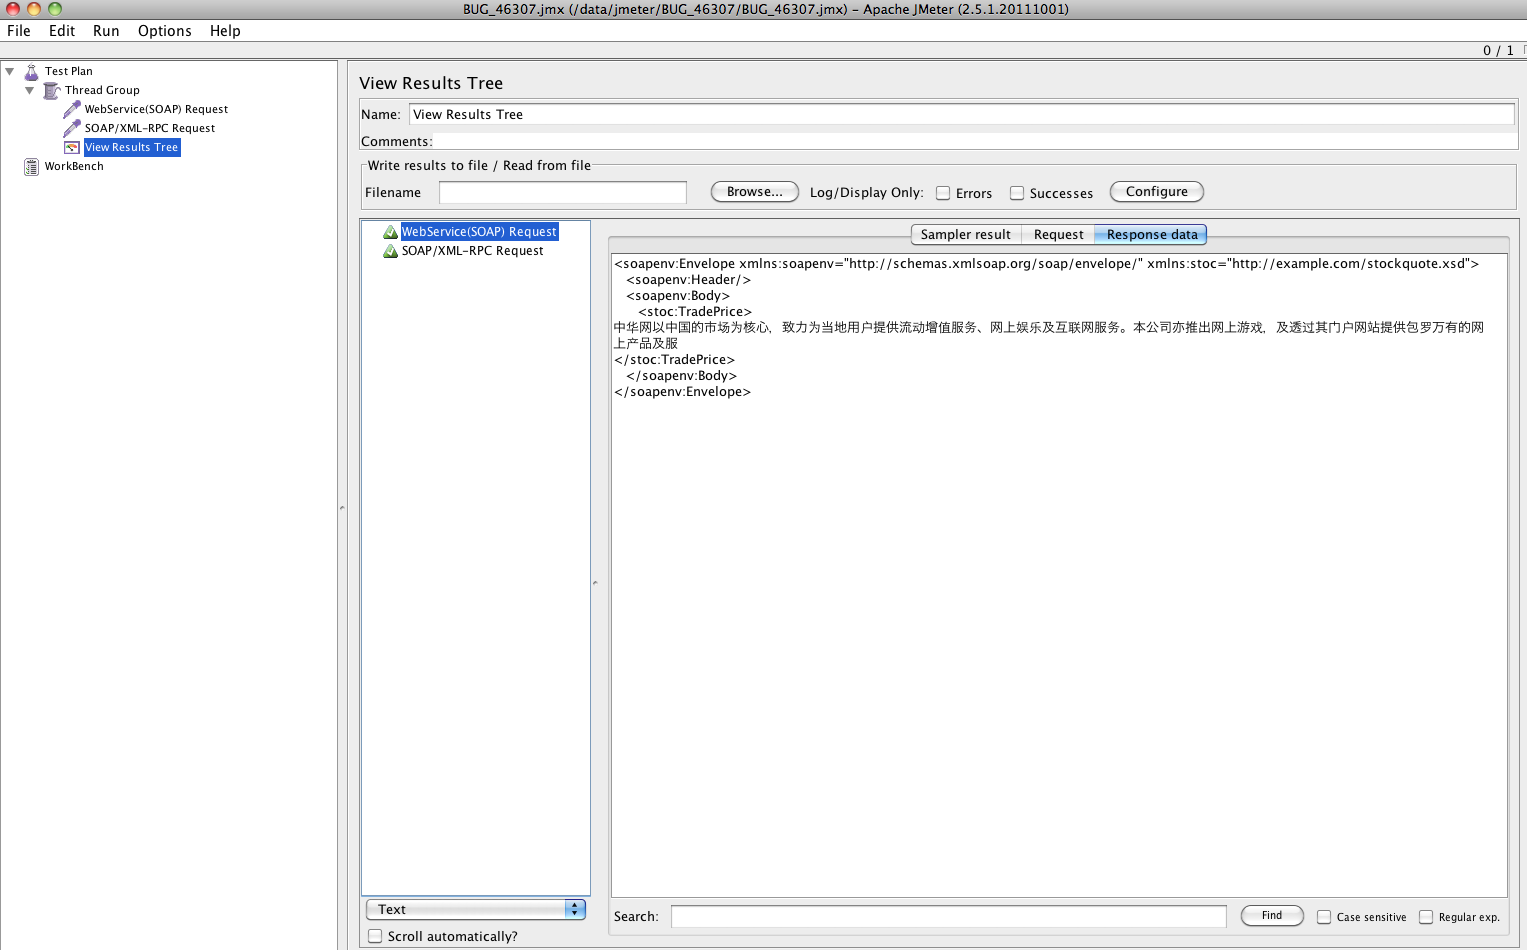 BUG_46307.jmx (/data/jmeter/BUG_46307/BUG_46307.jmx) – Apache JMeter (2.5.1.20111001)
File Edit Run Options Help
0 / 1
Test Plan
Thread Group
WebService(SOAP) Request
SOAP/XML-RPC Request
View Results Tree
WorkBench
View Results Tree
Name: View Results Tree
Comments:
Write results to file / Read from file
Filename Browse... Log/Display Only: Errors Successes Configure
WebService(SOAP) Request
SOAP/XML-RPC Request
Sampler result Request Response data
<soapenv:Envelope xmlns:soapenv="http://schemas.xmlsoap.org/soap/envelope/" xmlns:stoc="http://example.com/stockquote.xsd">
<soapenv:Header/>
<soapenv:Body>
<stoc:TradePrice>
中华网以中国的市场为核心，致力为当地用户提供流动增值服务、网上娱乐及互联网服务。本公司亦推出网上游戏，及透过其门户网站提供包罗万有的网
上产品及服
</stoc:TradePrice>
</soapenv:Body>
</soapenv:Envelope>
Text
Scroll automatically?
Search: Find Case sensitive Regular exp.